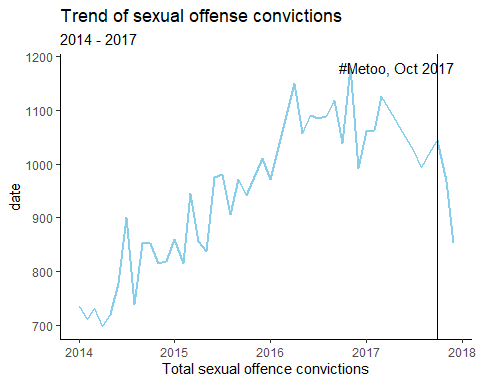 Trend of sexual offense convictions
2014 - 2017
#Metoo, Oct 2017
date
1200
1100
1000
900
800
700
2014 2015 2016 2017 2018
Total sexual offence convictions